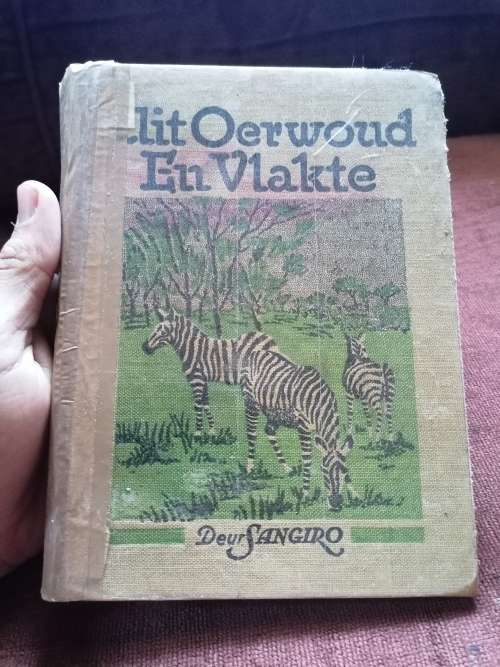 Uit Oerwoud
En Vlakte
Deur SANGIRO